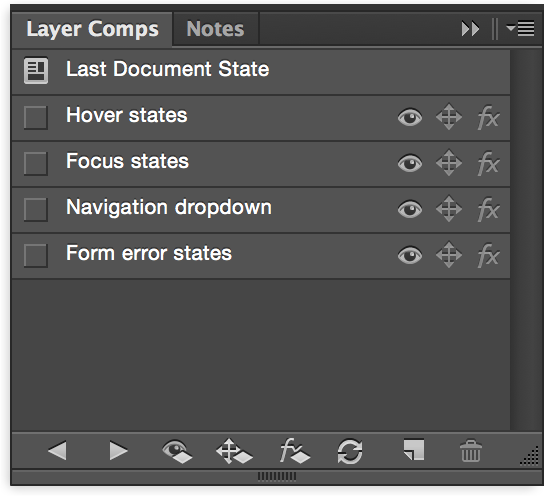 Layer Comps
Notes
Last Document State
Hover states
fx
Focus states
fx
Navigation dropdown
fx
Form error states
fx